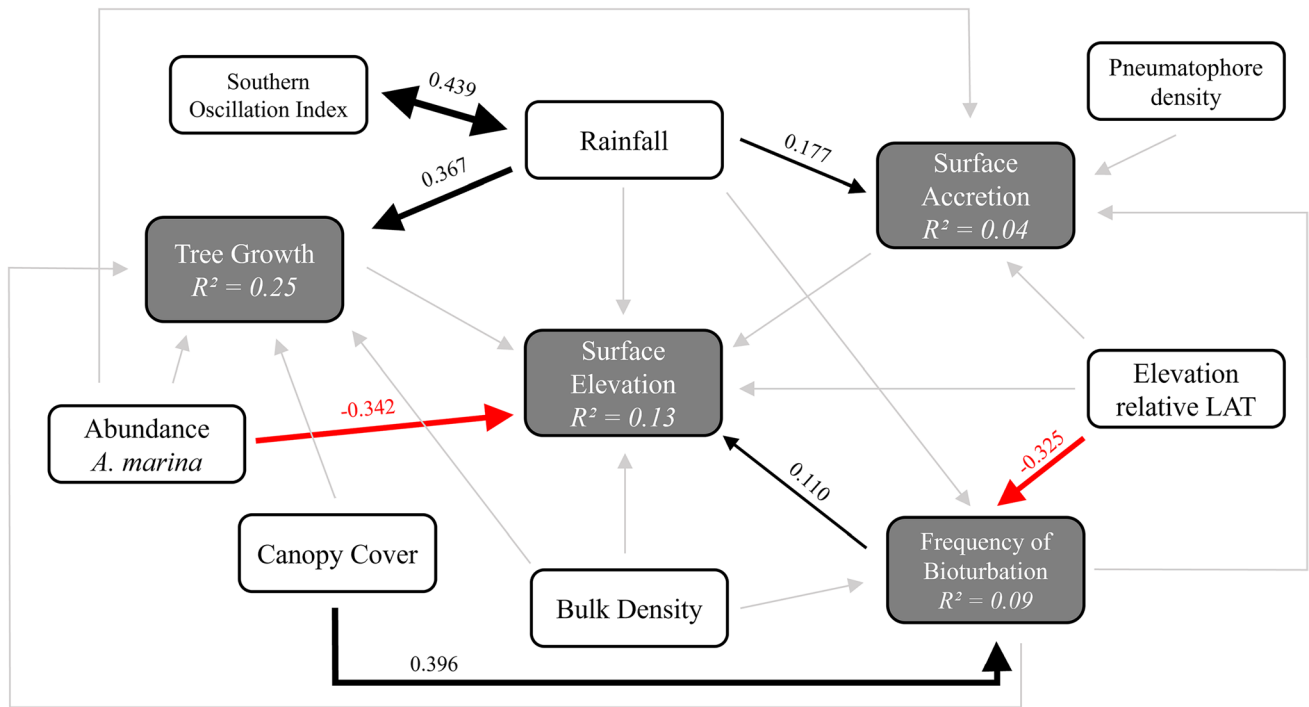 Southern
Oscillation Index
0.439
Rainfall
Pneumatophore
density
0.177
0.367
Surface
Accretion
R² = 0.04
Tree Growth
R² = 0.25
Surface
Elevation
R² = 0.13
Elevation
relative LAT
-0.342
Abundance
A. marina
-0.325
0.110
Canopy Cover
Bulk Density
Frequency of
Bioturbation
R² = 0.09
0.396